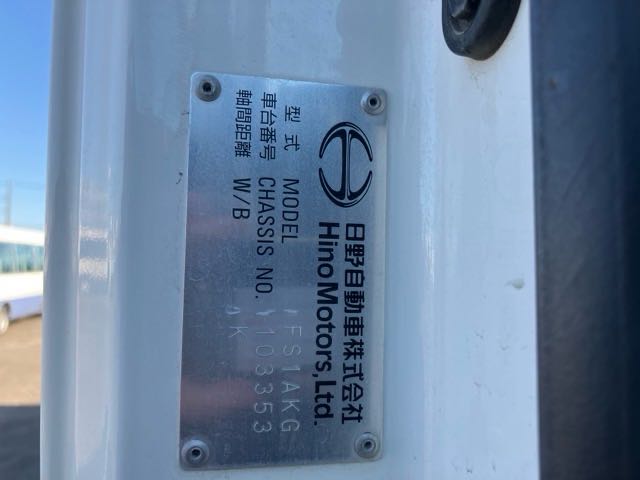 日野自動車株式会社
Hino Motors, Ltd.
型式 MODEL FS1AKG
車台番号 CHASSIS NO. 103353
軸間距離 W/B K